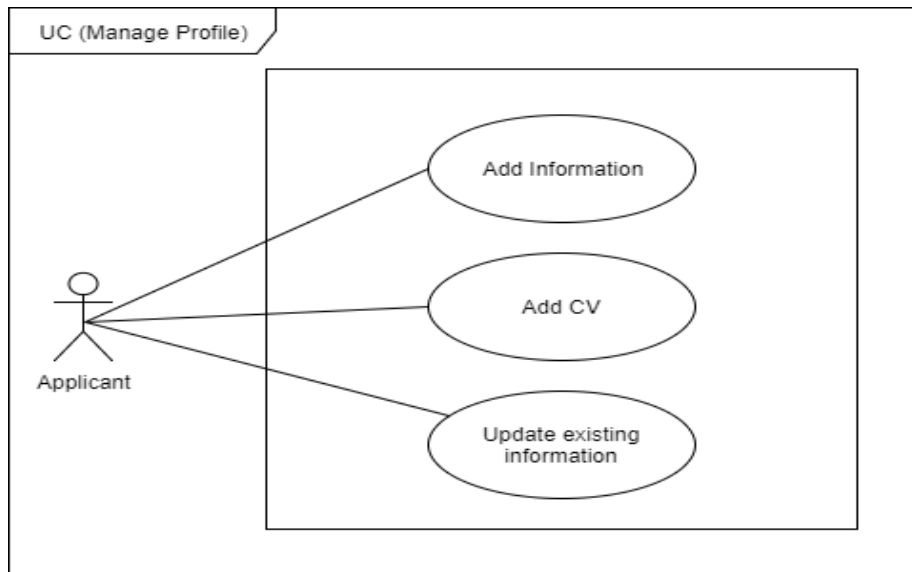 UC (Manage Profile)
Add Information
Add CV
Applicant
Update existing
information